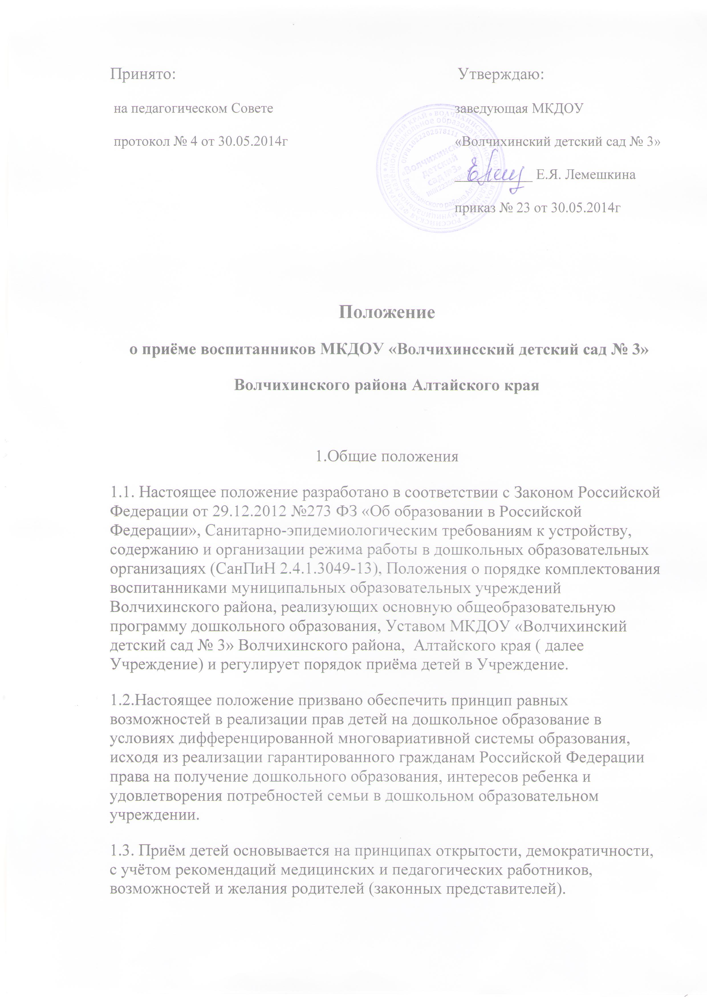 Принято:
на педагогическом Совете
протокол № 4 от 30.05.2014г
Утверждаю:
заведующая МКДОУ
«Волчихинский детский сад № 3»
Е.Я. Лемешкина
приказ № 23 от 30.05.2014г
ОГРН 1022202578111
«Волчихинский
детский
сад №3»
Положение
о приёме воспитанников МКДОУ «Волчихинсский детский сад № 3»
Волчихинского района Алтайского края
1.Общие положения
1.1. Настоящее положение разработано в соответствии с Законом Российской
Федерации от 29.12.2012 №273 ФЗ «Об образовании в Российской
Федерации», Санитарно-эпидемиологическим требованиям к устройству,
содержанию и организации режима работы в дошкольных образовательных
организациях (СанПиН 2.4.1.3049-13), Положения о порядке комплектования
воспитанниками муниципальных образовательных учреждений
Волчихинского района, реализующих основную общеобразовательную
программу дошкольного образования, Уставом МКДОУ «Волчихинский
детский сад № 3» Волчихинского района,  Алтайского края ( далее
Учреждение) и регулирует порядок приёма детей в Учреждение.
1.2.Настоящее положение призвано обеспечить принцип равных
возможностей в реализации прав детей на дошкольное образование в
условиях дифференцированной многовариативной системы образования,
исходя из реализации гарантированного гражданам Российской Федерации
права на получение дошкольного образования, интересов ребенка и
удовлетворения потребностей семьи в дошкольном образовательном
учреждении.
1.3. Приём детей основывается на принципах открытости, демократичности,
с учётом рекомендаций медицинских и педагогических работников,
возможностей и желания родителей (законных представителей).